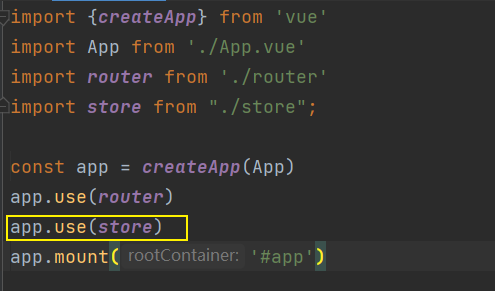 import {createApp} from 'vue'
import App from './App.vue'
import router from './router'
import store from "./store";
const app = createApp(App)
app.use(router)
app.use(store)
app.mount( rootContainer: '#app')